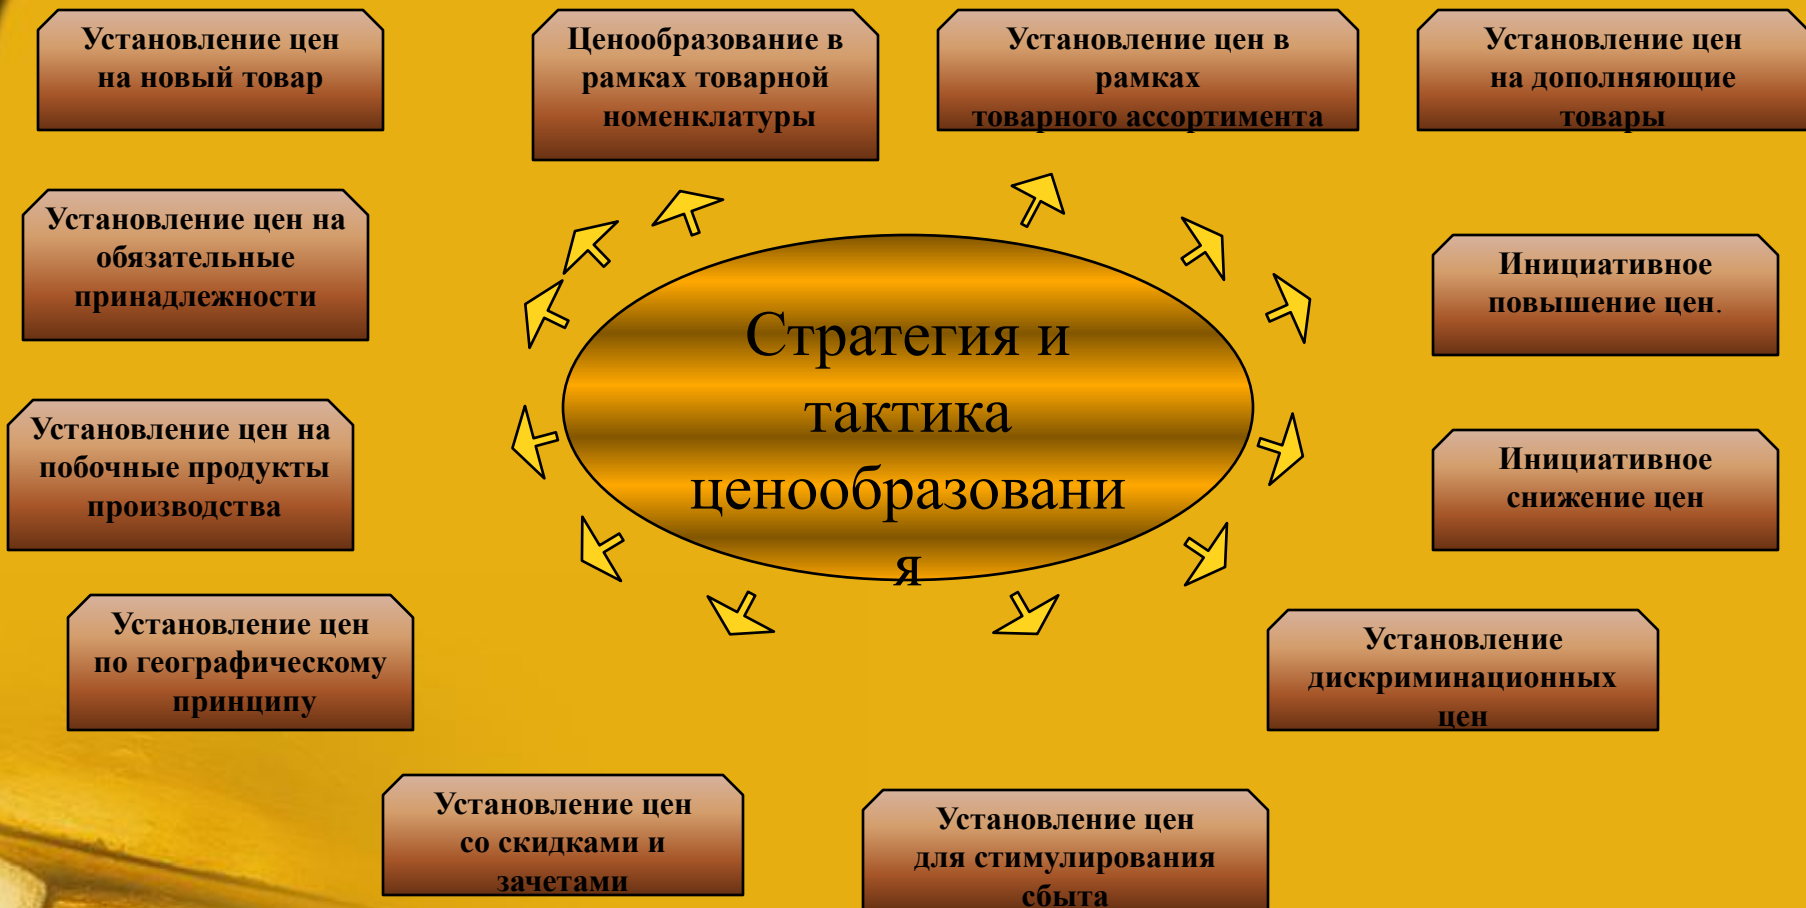 Установление цен
на новый товар
Ценообразование в
рамках товарной
номенклатуры
Установление цен в
рамках
товарного ассортимента
Установление цен
на дополняющие
товары
Установление цен на
обязательные
принадлежности
Инициативное
повышение цен.
Стратегия и
тактика
ценообразовани
я
Установление цен на
побочные продукты
производства
Инициативное
снижение цен
Установление цен
по географическому
принципу
Установление
дискриминационных
цен
Установление цен
со скидками и
зачетами
Установление цен
для стимулирования
сбыта